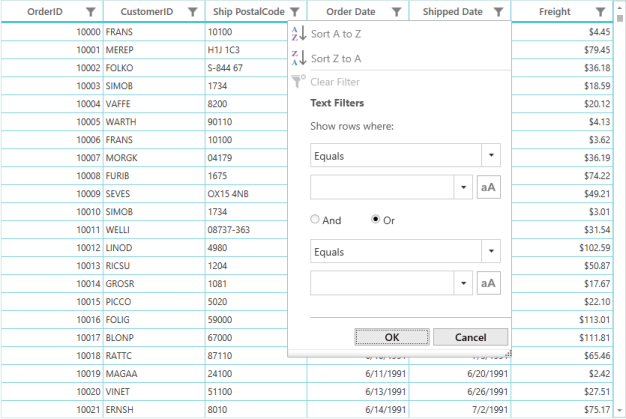 OrderID CustomerID Ship PostalCode Order Date Shipped Date Freight
10000 FRANS 10100 $4.45
10001 MEREP H1J 1C3 $79.45
10002 FOLKO S-844 67 $36.18
10003 SIMOB 1734 $18.59
10004 VAFFE 8200 $20.12
10005 WARTH 90110 $4.13
10006 FRANS 10100 $3.62
10007 MORGK 04179 $36.19
10008 FURIB 1675 $74.22
10009 SEVES OX15 4NB $49.21
10010 SIMOB 1734 $3.01
10011 WELLI 08737-363 $31.54
10012 LINOD 4980 $102.59
10013 RICSU 1204 $50.87
10014 GROSR 1081 $17.67
10015 PICCO 5020 $22.10
10016 FOLIG 59000 $113.01
10017 BLONP 67000 $111.81
10018 RATTC 87110 $65.46
10019 MAGAA 24100 6/11/1991 6/20/1991 $2.42
10020 VINET 51100 6/13/1991 6/26/1991 $27.51
10021 ERNSH 8010 6/14/1991 7/2/1991 $75.17
A Z Sort A to Z
Z A Sort Z to A
Clear Filter
Text Filters
Show rows where:
Equals
aA
And Or
Equals
aA
OK Cancel